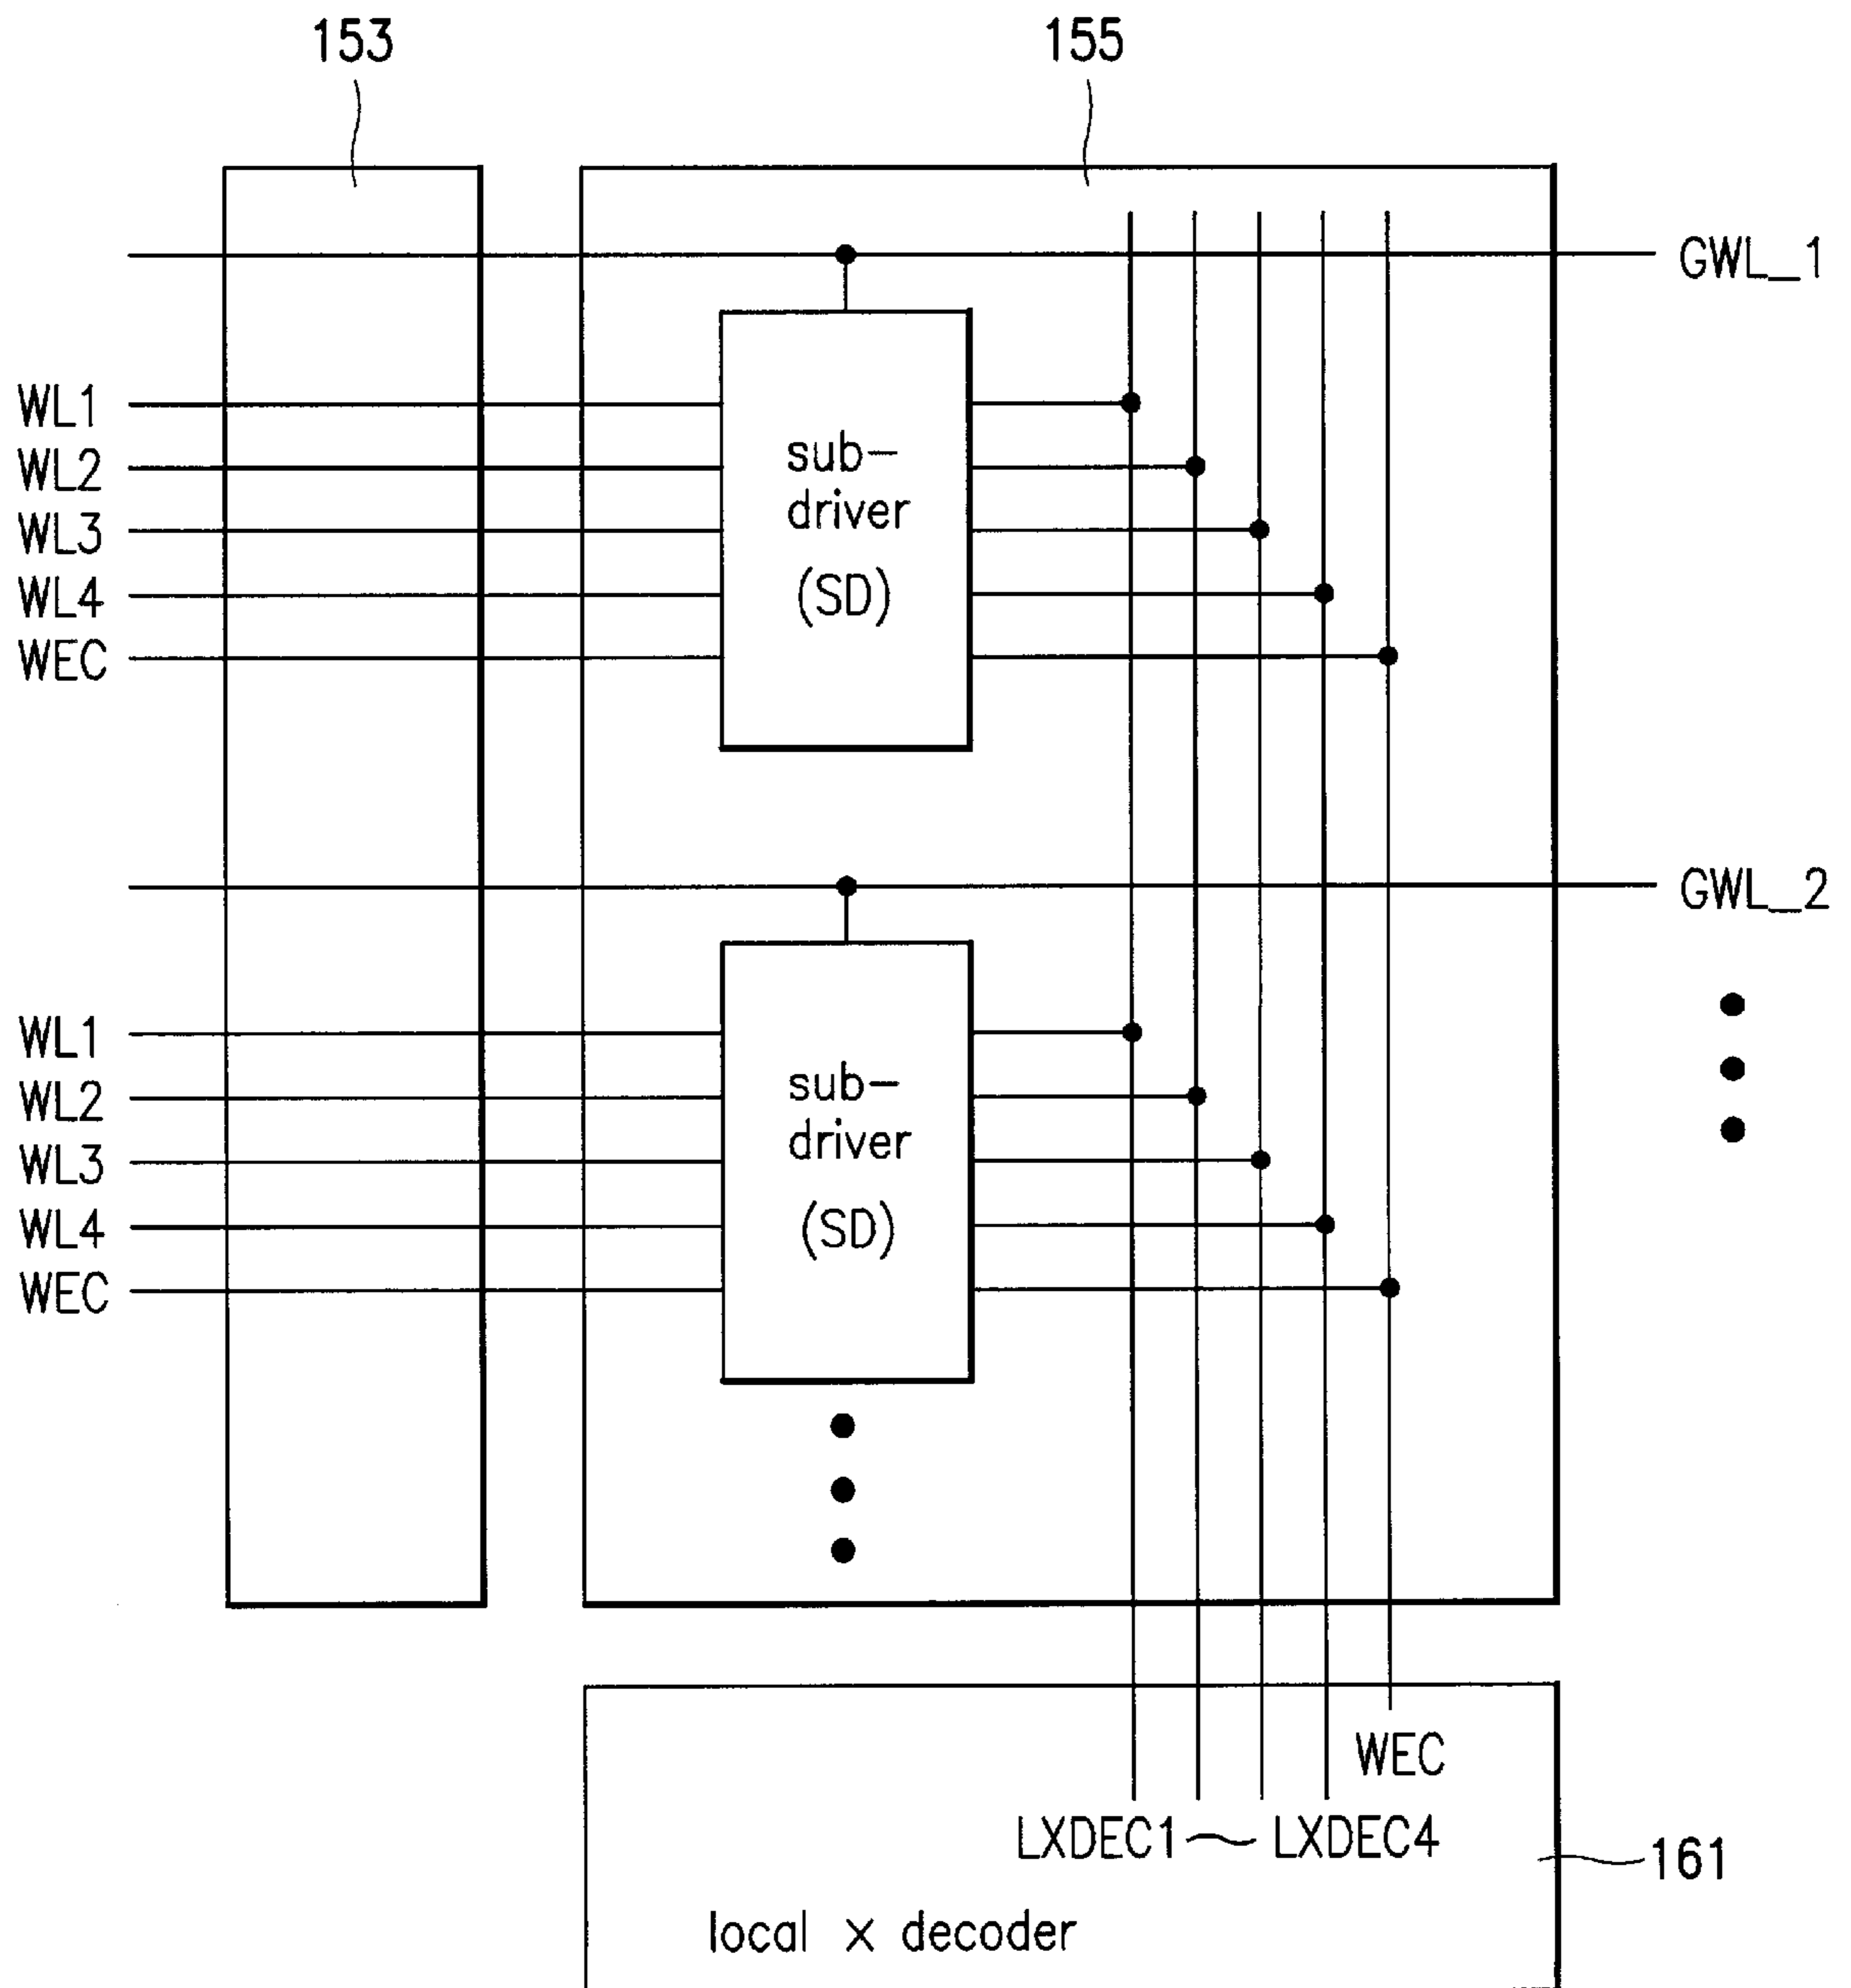 153
155
GWL_1
WL1
WL2
WL3
WL4
WEC
sub-
driver
(SD)
GWL_2
WL1
WL2
WL3
WL4
WEC
sub-
driver
(SD)
WEC
LXDEC1~LXDEC4
161
local x decoder